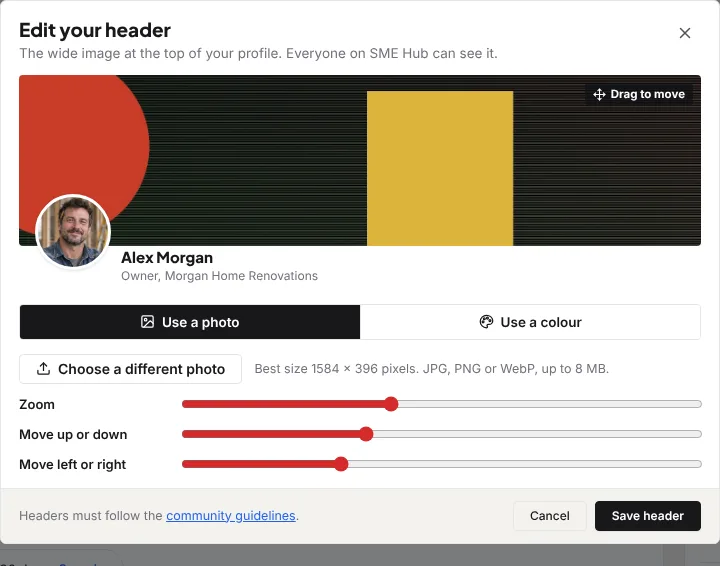 Edit your header
The wide image at the top of your profile. Everyone on SME Hub can see it.
Drag to move
Alex Morgan
Owner, Morgan Home Renovations
Use a photo
Use a colour
Choose a different photo
Best size 1584 × 396 pixels. JPG, PNG or WebP, up to 8 MB.
Zoom
Move up or down
Move left or right
Headers must follow the community guidelines.
Cancel
Save header